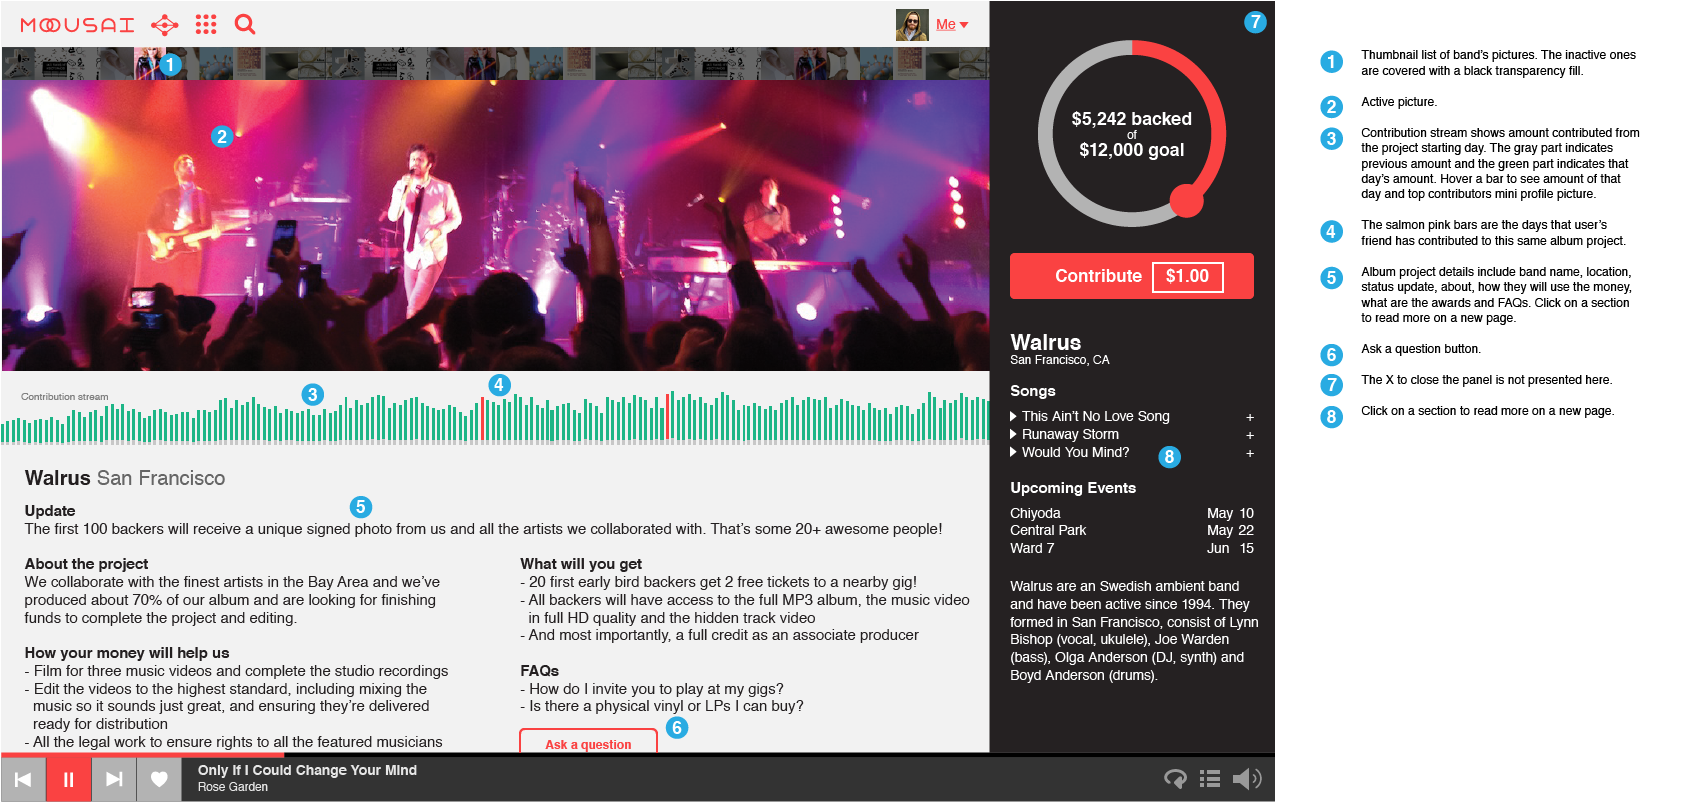 MOUSAI
Me
7
1
2
$5,242 backed
of
$12,000 goal
Contribute $1.00
Contribution stream
3
4
Walrus San Francisco
5
Update
The first 100 backers will receive a unique signed photo from us and all the artists we collaborated with. That’s some 20+ awesome people!
About the project
We collaborate with the finest artists in the Bay Area and we’ve
produced about 70% of our album and are looking for finishing
funds to complete the project and editing.
How your money will help us
- Film for three music videos and complete the studio recordings
- Edit the videos to the highest standard, including mixing the
music so it sounds just great, and ensuring they’re delivered
ready for distribution
- All the legal work to ensure rights to all the featured musicians
What will you get
- 20 first early bird backers get 2 free tickets to a nearby gig!
- All backers will have access to the full MP3 album, the music video
in full HD quality and the hidden track video
- And most importantly, a full credit as an associate producer
FAQs
- How do I invite you to play at my gigs?
- Is there a physical vinyl or LPs I can buy?
6
Ask a question
Walrus
San Francisco, CA
Songs
This Ain’t No Love Song +
Runaway Storm +
Would You Mind? +
8
Upcoming Events
Chiyoda May 10
Central Park May 22
Ward 7 Jun 15
Walrus are an Swedish ambient band
and have been active since 1994. They
formed in San Francisco, consist of Lynn
Bishop (vocal, ukulele), Joe Warden
(bass), Olga Anderson (DJ, synth) and
Boyd Anderson (drums).
Only If I Could Change Your Mind
Rose Garden
1 Thumbnail list of band’s pictures. The inactive ones
are covered with a black transparency fill.
2 Active picture.
3 Contribution stream shows amount contributed from
the project starting day. The gray part indicates
previous amount and the green part indicates that
day’s amount. Hover a bar to see amount of that
day and top contributors mini profile picture.
4 The salmon pink bars are the days that user’s
friend has contributed to this same album project.
5 Album project details include band name, location,
status update, about, how they will use the money,
what are the awards and FAQs. Click on a section
to read more on a new page.
6 Ask a question button.
7 The X to close the panel is not presented here.
8 Click on a section to read more on a new page.